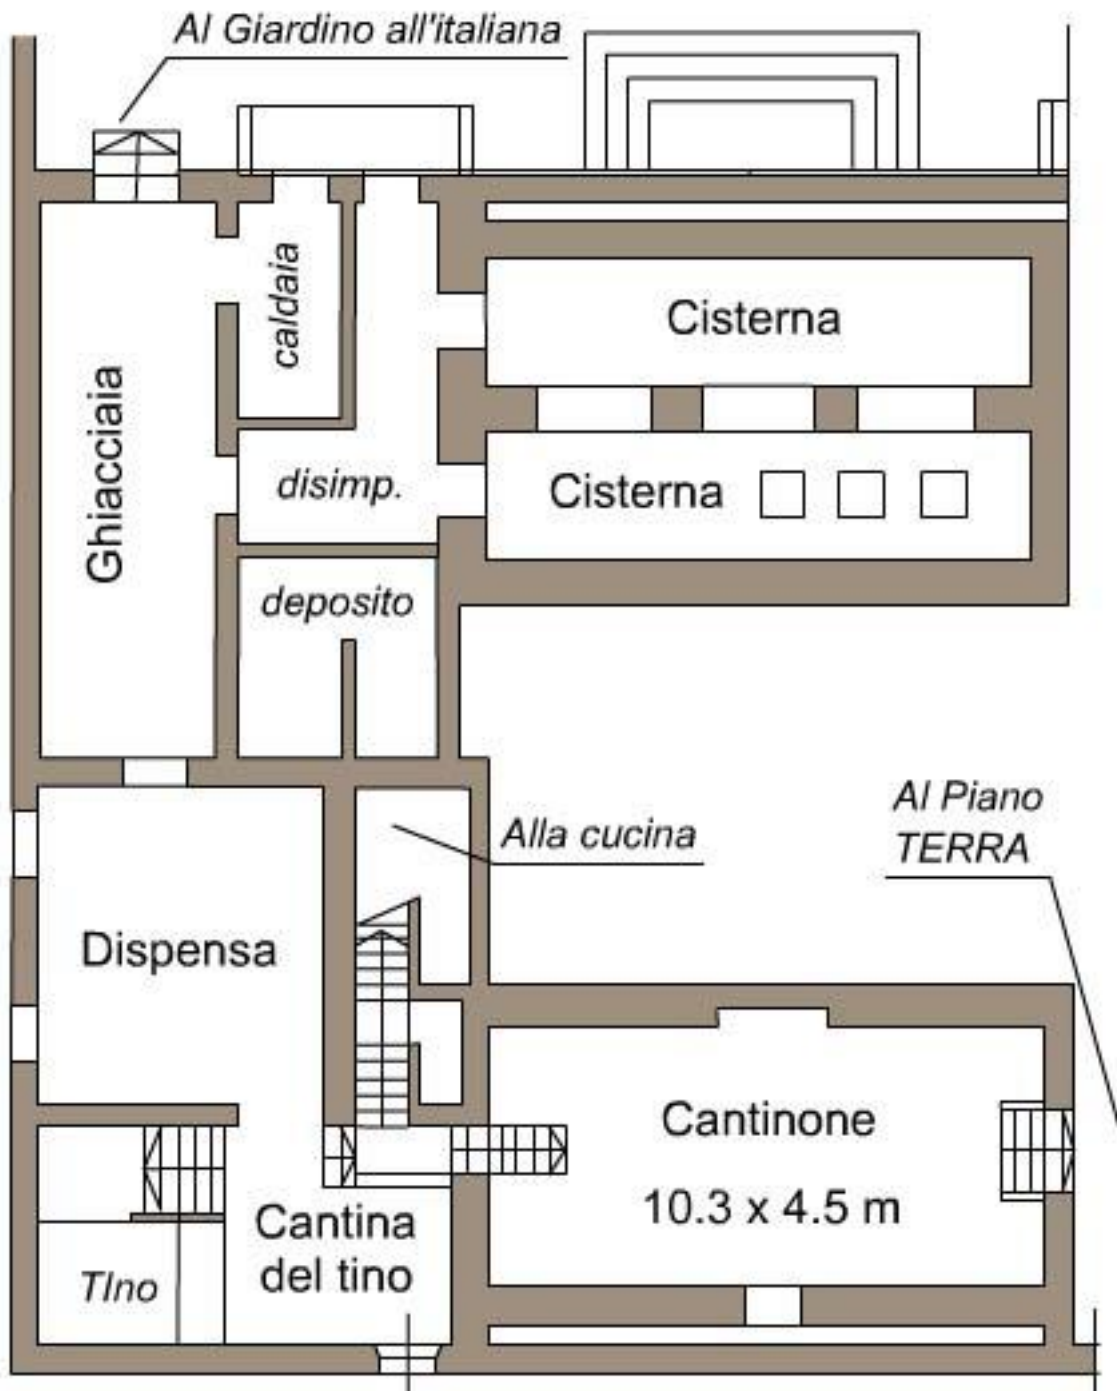 Al Giardino all'italiana
caldaia
Cisterna
Ghiacciaia
disimp.
Cisterna
deposito
Al Piano
TERRA
Alla cucina
Dispensa
Cantinone
10.3 x 4.5 m
Cantina
del tino
TIno